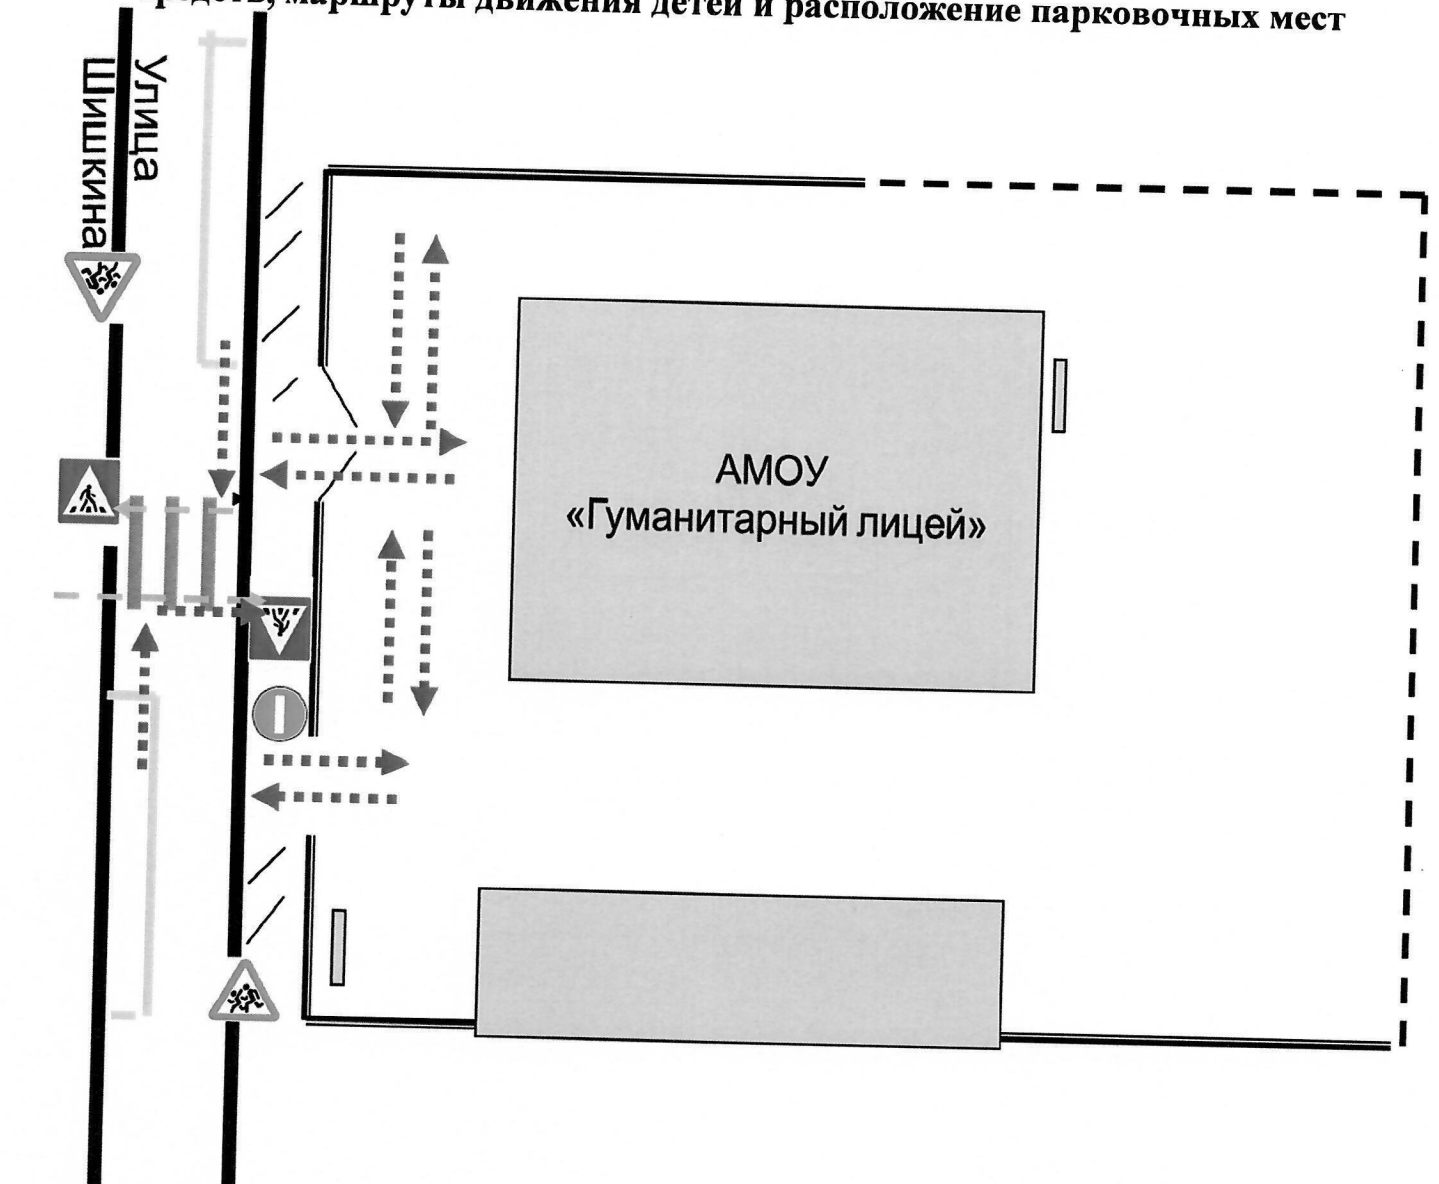 маршруты движения детей и расположение парковочных мест
Улица
Шишкина
АМОУ
«Гуманитарный лицей»